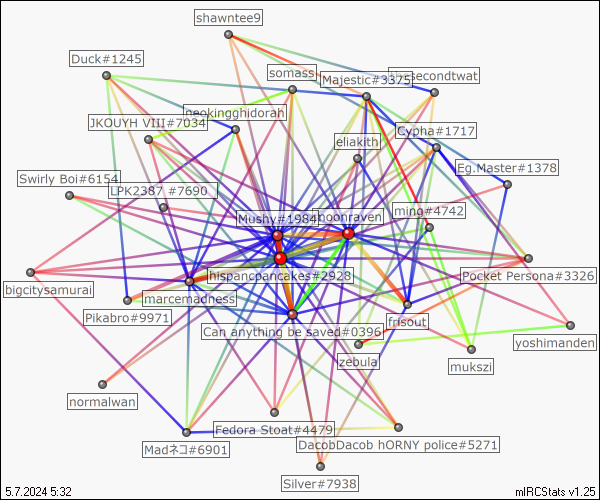 shawntee9
Duck#1245
somass
Majestic#3375
secondtwat
neokingghidorah
JKOUYH VIII#7034
Cypha#1717
eliakith
Eg.Master#1378
Swirly Boi#6154
LPK2387 #7690
Mushy#1984
moonraven
ming#4742
hispanicpancakes#2928
Pocket Persona#3326
bigcitysamurai
marcemadness
Pikabro#9971
Can anything be saved#0396
frisout
yoshimanden
zebula
mukszi
normalwan
Fedora Stoat#4479
DacobDacob hORNY police#5271
Madネコ#6901
Silver#7938
5.7.2024 5:32
mIRCStats v1.25